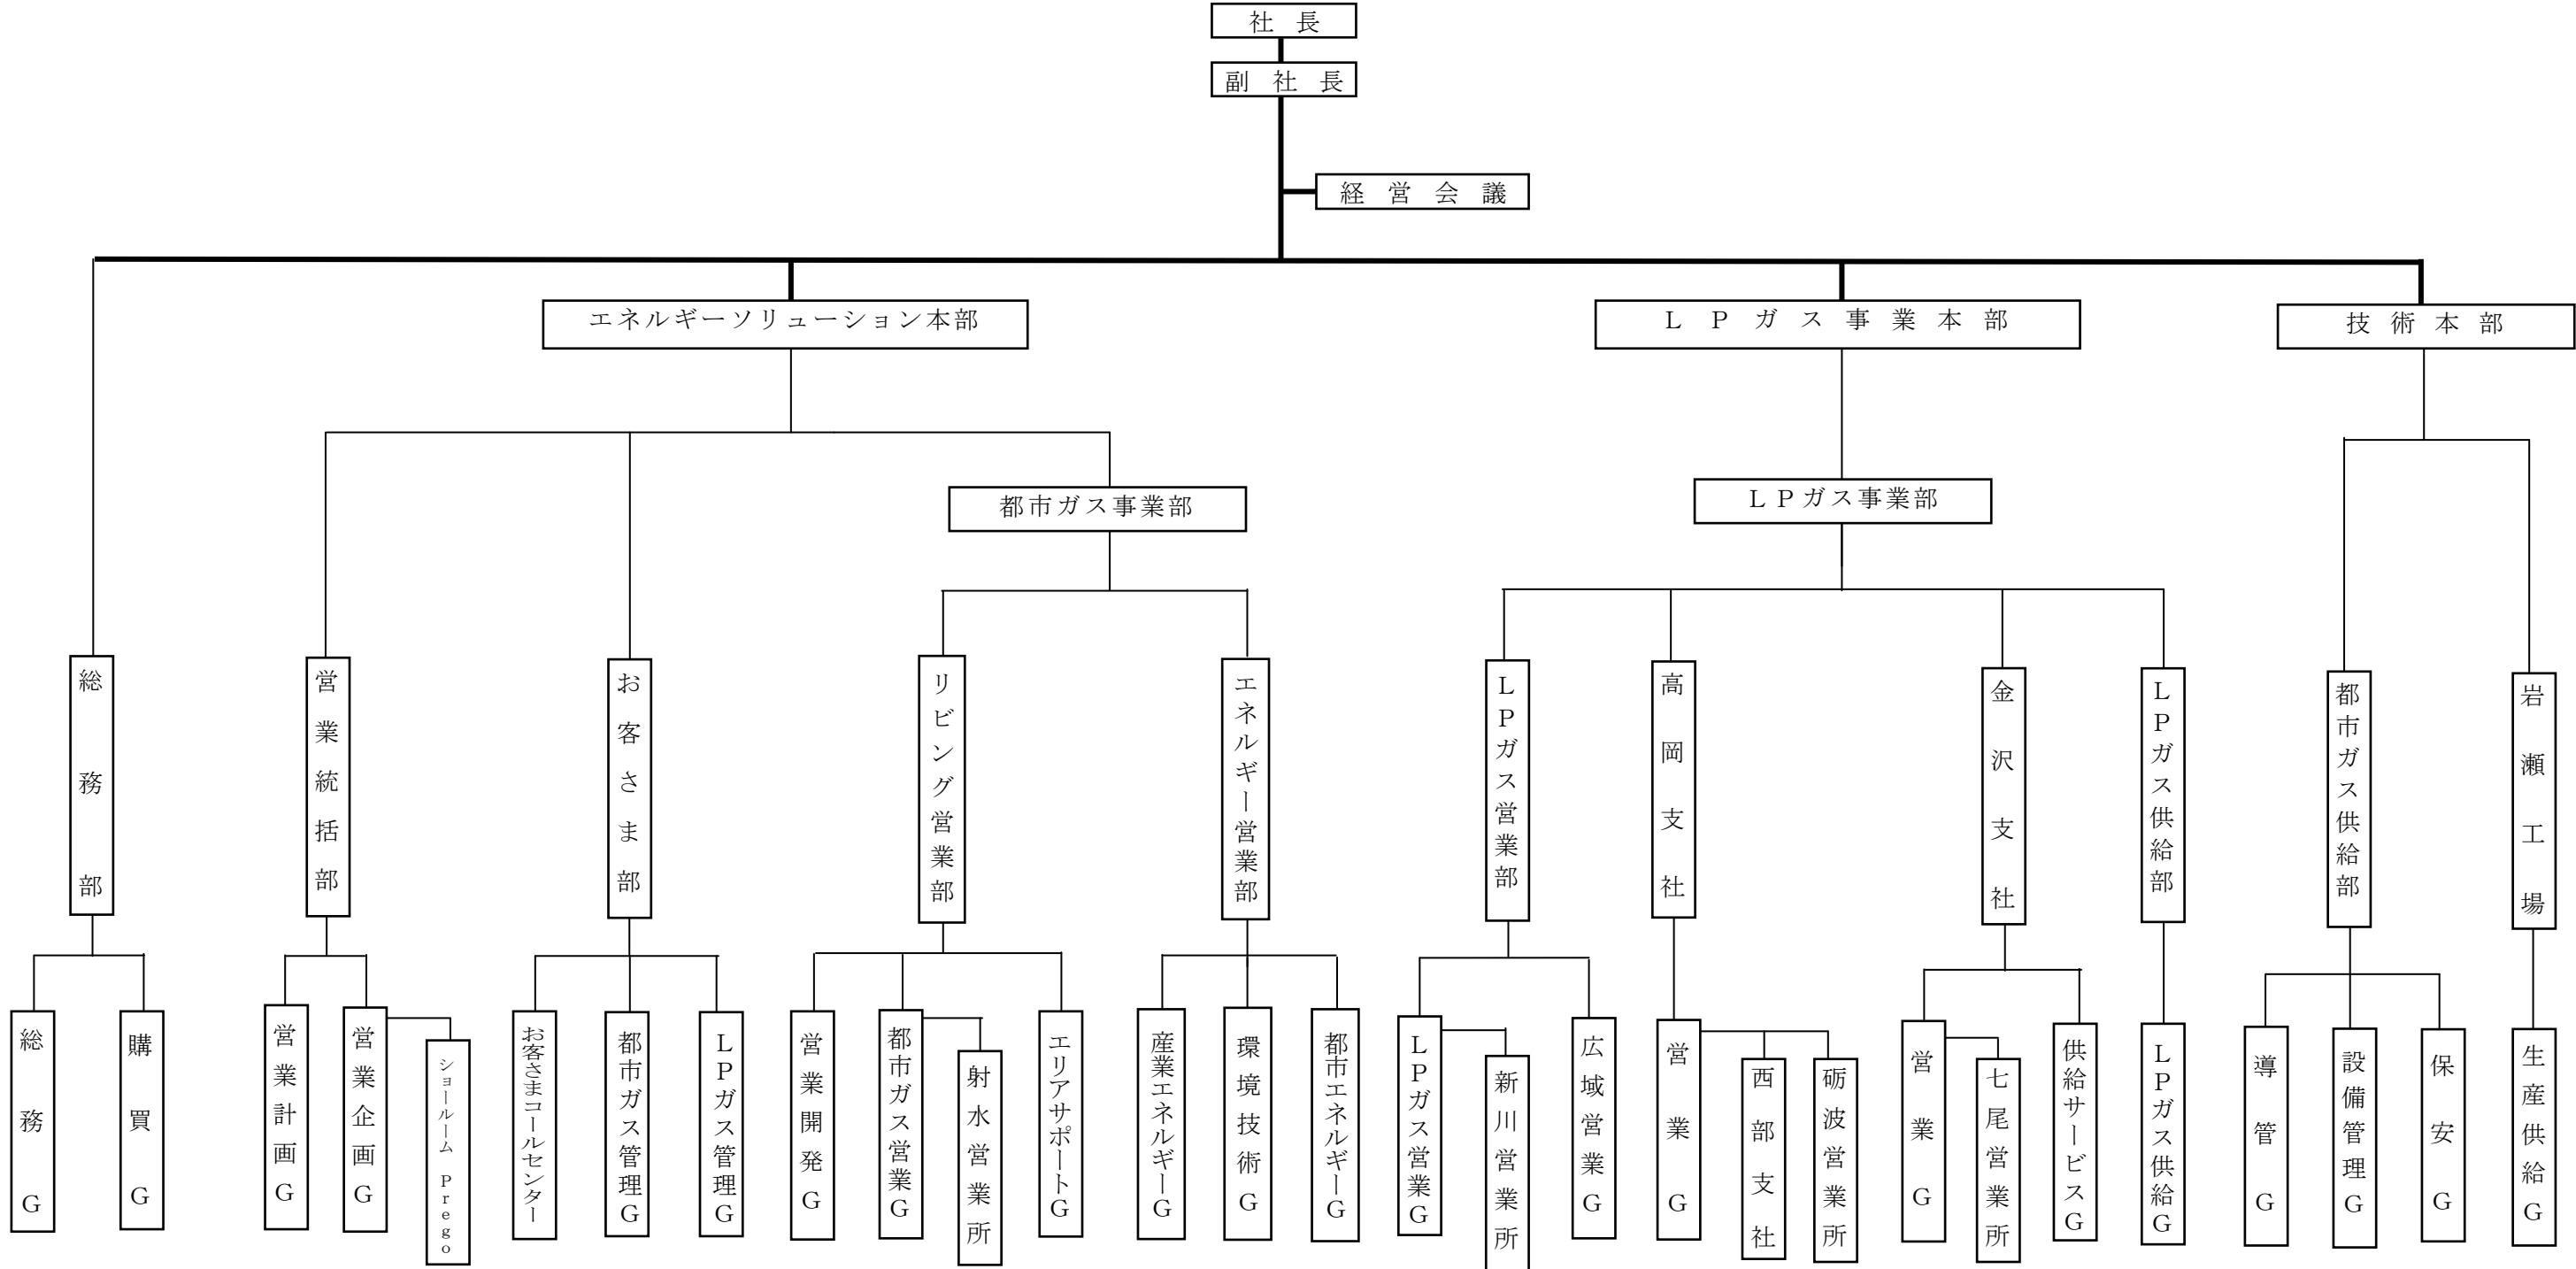 社長
副社長
経営会議
エネルギーソリューション本部
ＬＰガス事業本部
技術本部
都市ガス事業部
ＬＰガス事業部
総務部
営業統括部
お客さま部
リビング営業部
エネルギー営業部
ＬＰガス営業部
高岡支社
金沢支社
ＬＰガス供給部
都市ガス供給部
岩瀬工場
総務Ｇ
購買Ｇ
営業計画Ｇ
営業企画Ｇ
ショールーム Ｐｒｅｇｏ
お客さまコールセンター
都市ガス管理Ｇ
ＬＰガス管理Ｇ
営業開発Ｇ
都市ガス営業Ｇ
射水営業所
エリアサポートＧ
産業エネルギーＧ
環境技術Ｇ
都市エネルギーＧ
ＬＰガス営業Ｇ
新川営業所
広域営業Ｇ
営業Ｇ
西部支社
砺波営業所
営業Ｇ
七尾営業所
供給サービスＧ
ＬＰガス供給Ｇ
導管Ｇ
設備管理Ｇ
保安Ｇ
生産供給Ｇ